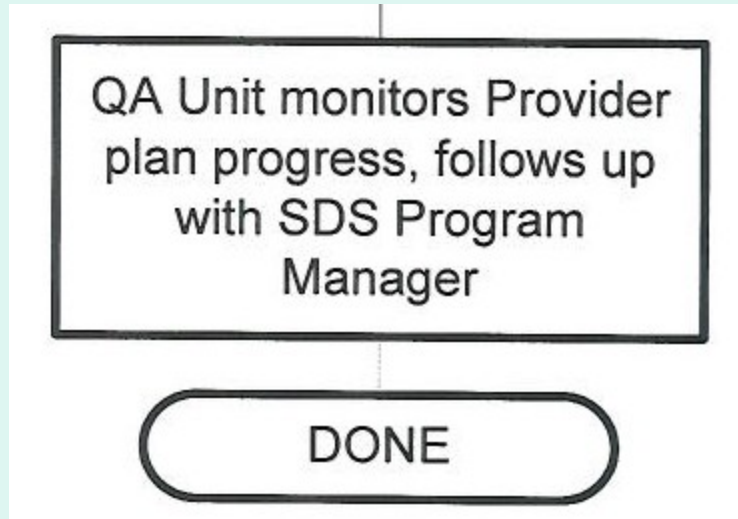 QA Unit monitors Provider
plan progress, follows up
with SDS Program
Manager
DONE